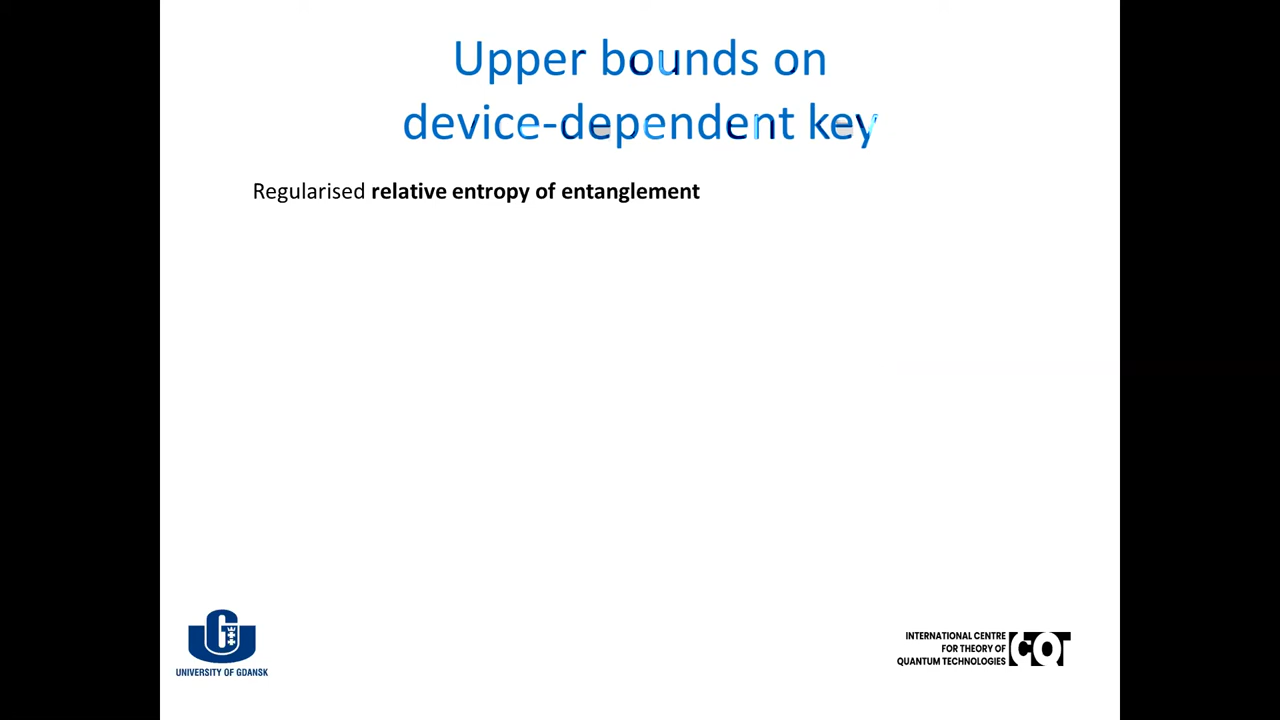 Upper bounds on
device-dependent key
Regularised relative entropy of entanglement
UNIVERSITY OF GDAŃSK
INTERNATIONAL CENTRE
FOR THEORY OF
QUANTUM TECHNOLOGIES